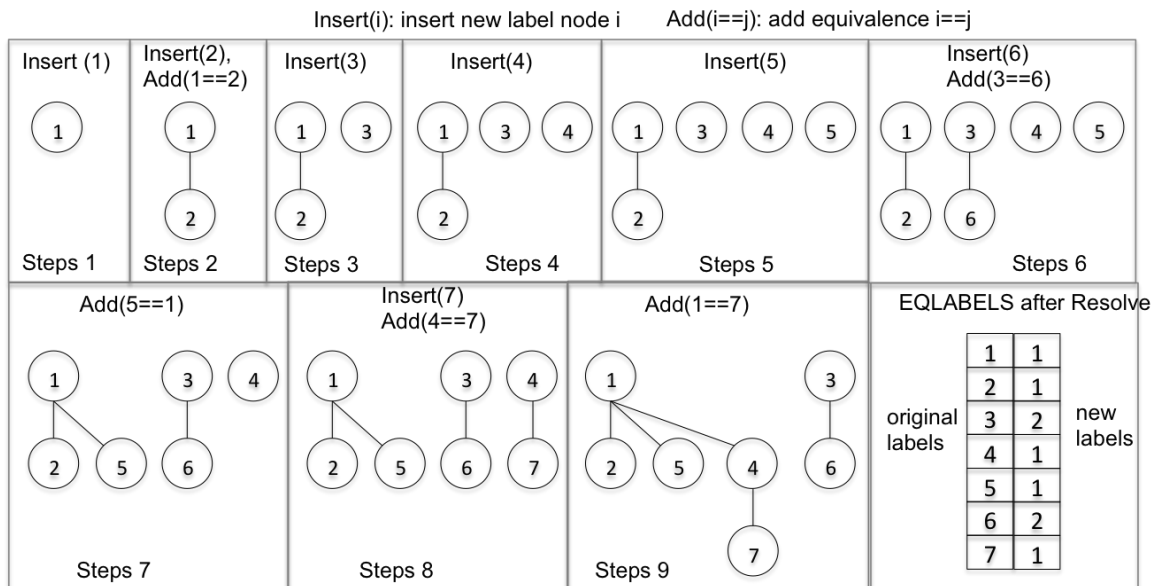 Insert(i): insert new label node i Add(i==j): add equivalence i==j
Insert (1)
1
Steps 1
Insert(2),
Add(1==2)
1
2
Steps 2
Insert(3)
1 3
2
Steps 3
Insert(4)
1 3 4
2
Steps 4
Insert(5)
1 3 4 5
2
Steps 5
Insert(6)
Add(3==6)
1 3 4 5
2 6
Steps 6
Add(5==1)
1 3 4
2 5 6
Steps 7
Insert(7)
Add(4==7)
1 3 4
2 5 6 7
Steps 8
Add(1==7)
1 3
2 5 4 6
7
Steps 9
EQLABELS after Resolve
original
labels
1 1
2 1
3 2
4 1
5 1
6 2
7 1
new
labels